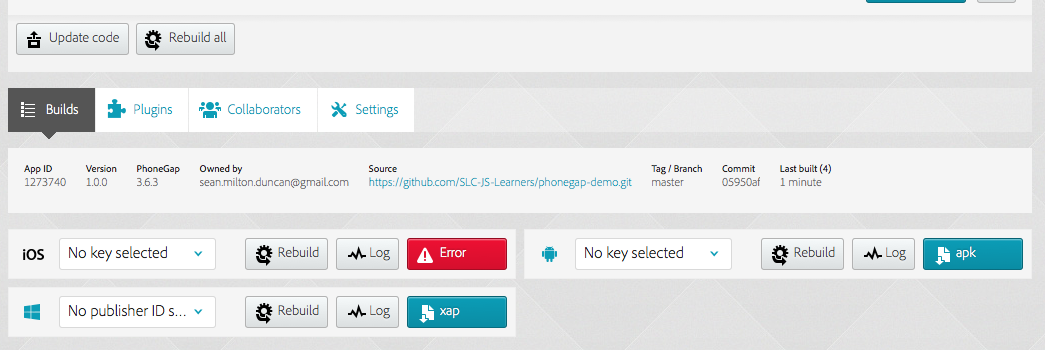 Update code Rebuild all
Builds Plugins Collaborators Settings
App ID Version PhoneGap Owned by Source Tag / Branch Commit Last built (4)
1273740 1.0.0 3.6.3 sean.milton.duncan@gmail.com https://github.com/SLC-JS-Learners/phonegap-demo.git master 05950af 1 minute
iOS No key selected Rebuild Log Error No key selected Rebuild Log apk
No publisher ID s... Rebuild Log xap